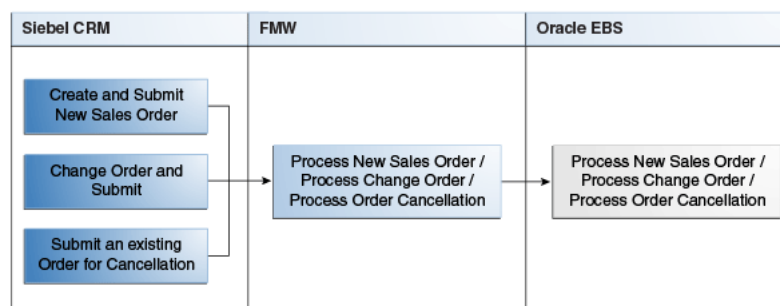 Siebel CRM
FMW
Oracle EBS
Create and Submit
New Sales Order
Change Order and
Submit
Submit an existing
Order for Cancellation
Process New Sales Order /
Process Change Order /
Process Order Cancellation
Process New Sales Order /
Process Change Order /
Process Order Cancellation